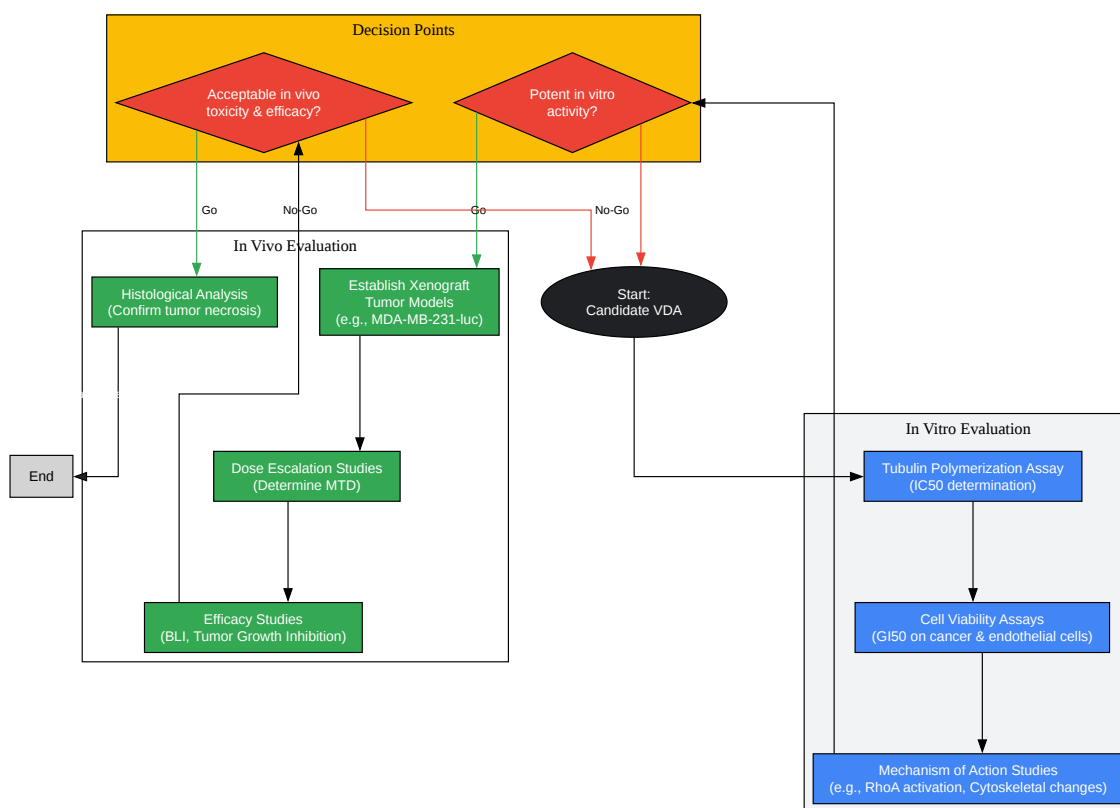 Decision Points
Acceptable in vivo
toxicity & efficacy?
Potent in vitro
activity?
Go
No-Go
Go
No-Go
In Vivo Evaluation
Histological Analysis
(Confirm tumor necrosis)
Establish Xenograft
Tumor Models
(e.g., MDA-MB-231-luc)
Start:
Candidate VDA
In Vitro Evaluation
End
Dose Escalation Studies
(Determine MTD)
Tubulin Polymerization Assay
(IC50 determination)
Efficacy Studies
(BLI, Tumor Growth Inhibition)
Cell Viability Assays
(GI50 on cancer & endothelial cells)
Mechanism of Action Studies
(e.g., RhoA activation, Cytoskeletal changes)